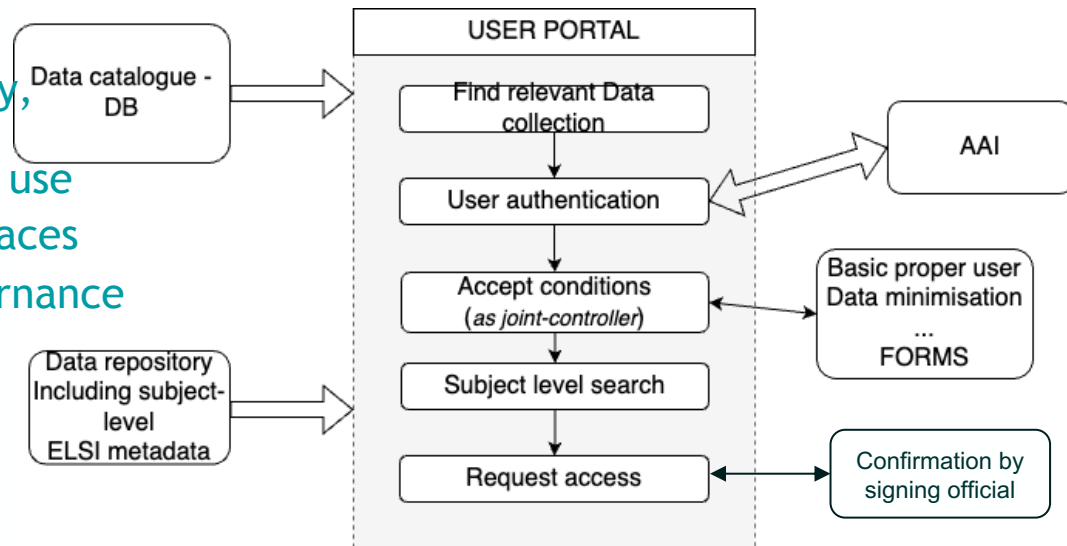 USER PORTAL
Data catalogue -
DB
y,
use
aces
rnance
Find relevant Data
collection
User authentication
AAI
Accept conditions
(as joint-controller)
Basic proper user
Data minimisation
...
FORMS
Data repository
Including subject-
level
ELSI metadata
Subject level search
Request access
Confirmation by
signing official